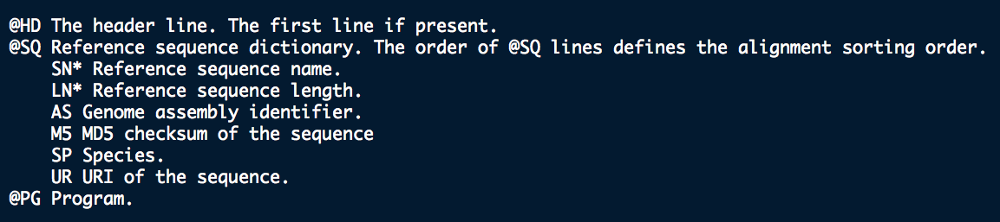 @HD The header line. The first line if present.
@SQ Reference sequence dictionary. The order of @SQ lines defines the alignment sorting order.
SN* Reference sequence name.
LN* Reference sequence length.
AS Genome assembly identifier.
M5 MD5 checksum of the sequence
SP Species.
UR URI of the sequence.
@PG Program.